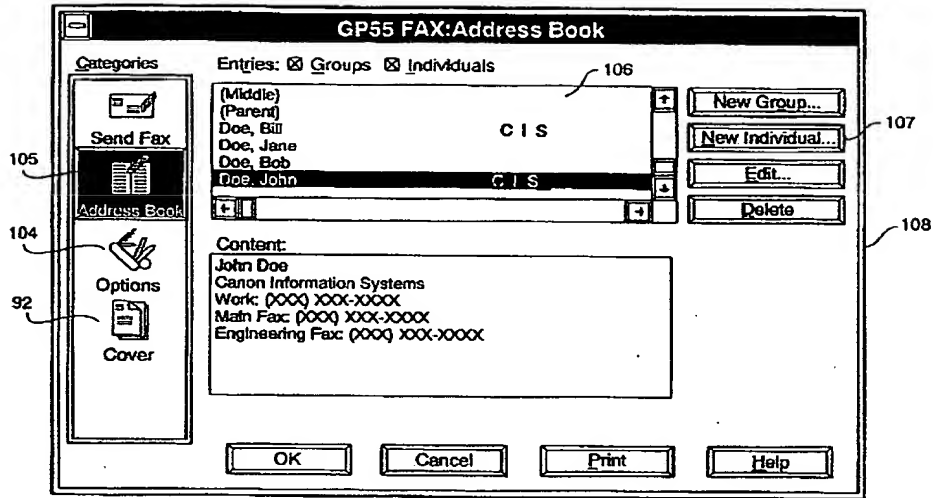 GP55 FAX:Address Book
Categories
Entries: Groups Individuals
106
(Middle)
(Parent)
Doe, Bill C I S
Doe, Jane
Doe, Bob
Doe, John C I S
New Group...
New Individual...
107
Edit...
Delete
108
Send Fax
105
Address Book
104
Options
92
Cover
Content:
John Doe
Canon Information Systems
Work: (XXX) XXX-XXXX
Main Fax: (XXX) XXX-XXXX
Engineering Fax: (XXX) XXX-XXXX
OK
Cancel
Print
Help